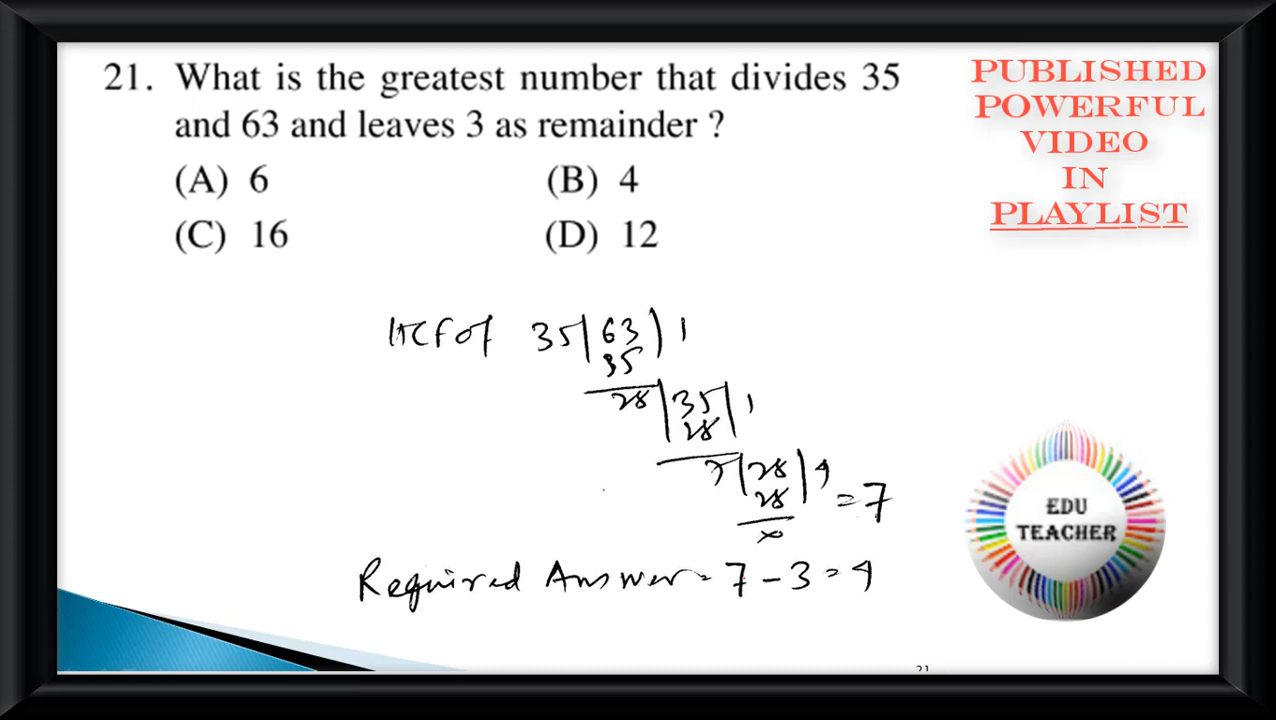 21. What is the greatest number that divides 35
and 63 and leaves 3 as remainder ?
(A) 6 (B) 4
(C) 16 (D) 12
PUBLISHED
POWERFUL
VIDEO
IN
PLAYLIST
HCF of 35|63) 1
35
28|35|1
28
7|28|4
28
x
=7
Required Answer = 7 - 3 = 4
EDU
TEACHER
21